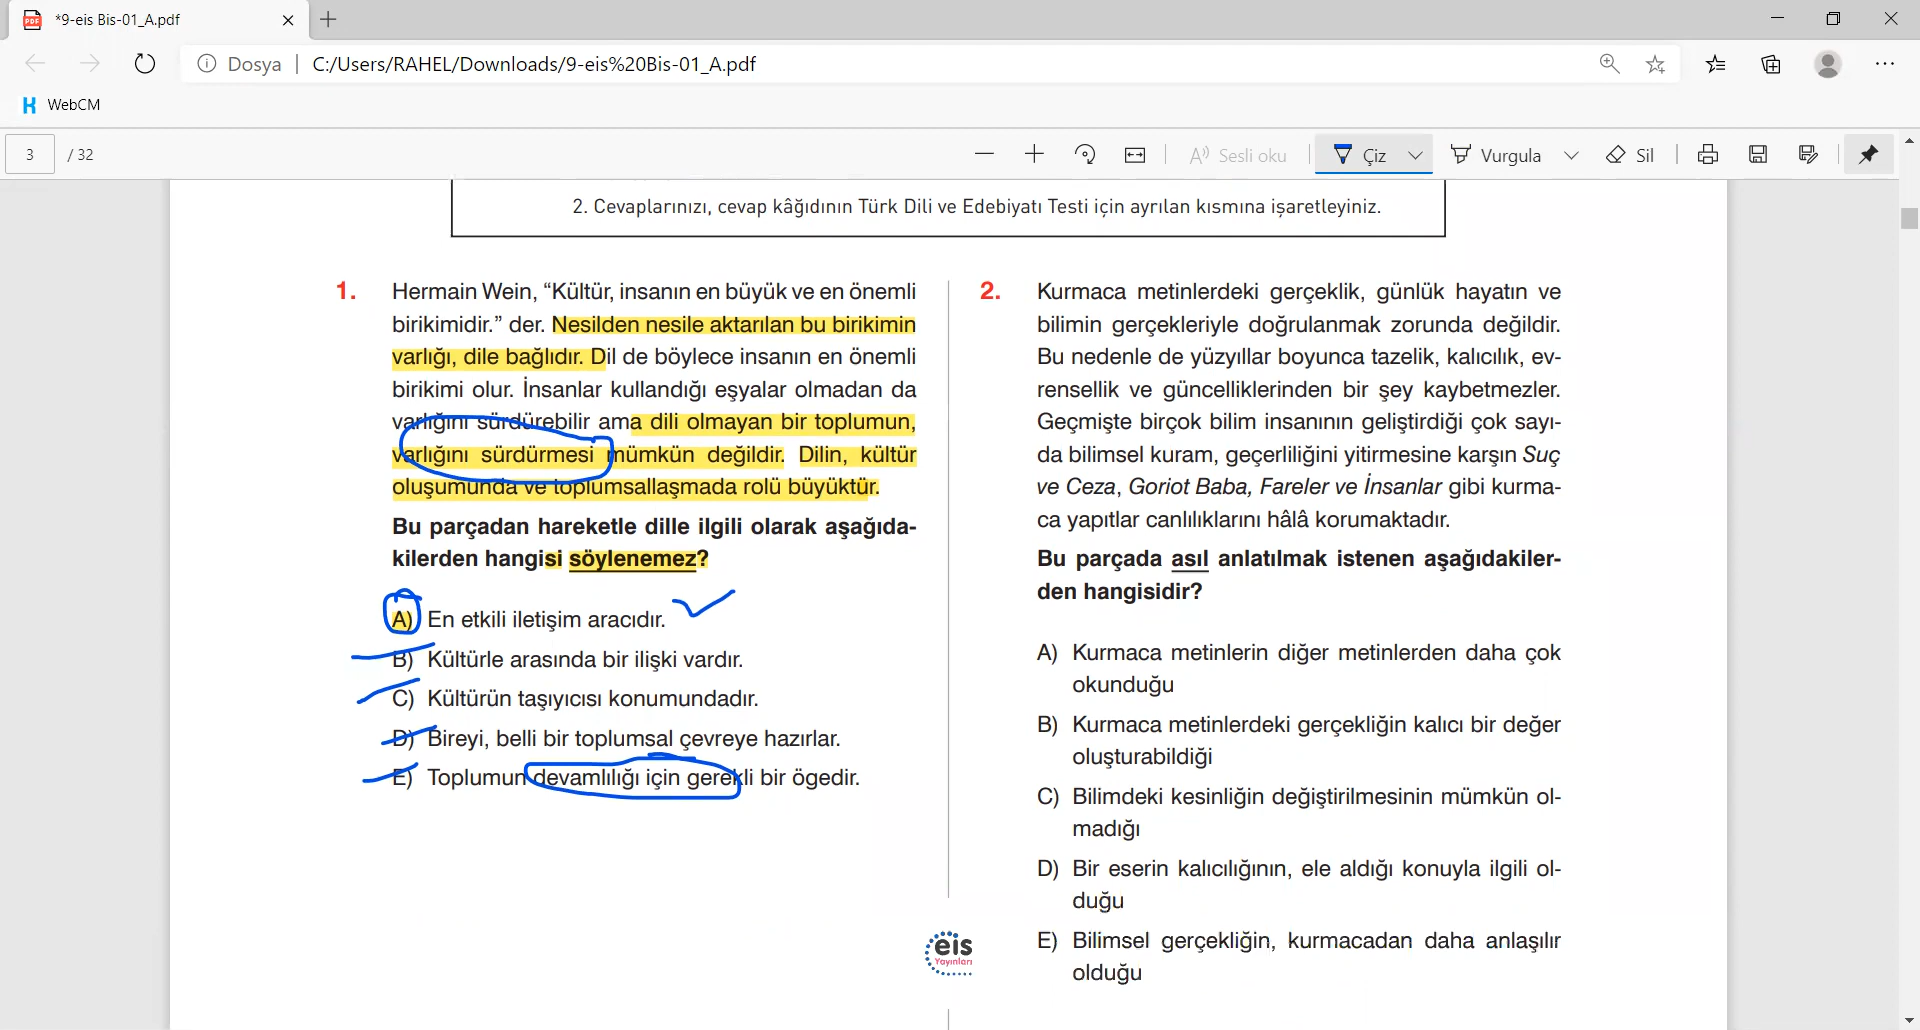 *9-eis Bis-01_A.pdf
Dosya | C:/Users/RAHEL/Downloads/9-eis%20Bis-01_A.pdf
WebCM
3 / 32
Sesli oku
Çiz
Vurgula
Sil
2. Cevaplarınızı, cevap kâğıdının Türk Dili ve Edebiyatı Testi için ayrılan kısmına işaretleyiniz.
1. Hermain Wein, “Kültür, insanın en büyük ve en önemli
birikimidir.” der. Nesilden nesile aktarılan bu birikimin
varlığı, dile bağlıdır. Dil de böylece insanın en önemli
birikimi olur. İnsanlar kullandığı eşyalar olmadan da
varlığını sürdürebilir ama dili olmayan bir toplumun,
varlığını sürdürmesi mümkün değildir. Dilin, kültür
oluşumunda ve toplumsallaşmada rolü büyüktür.
Bu parçadan hareketle dille ilgili olarak aşağıda-
kilerden hangisi söylenemez?
A) En etkili iletişim aracıdır.
B) Kültürle arasında bir ilişki vardır.
C) Kültürün taşıyıcısı konumundadır.
D) Bireyi, belli bir toplumsal çevreye hazırlar.
E) Toplumun devamlılığı için gerekli bir ögedir.
2. Kurmaca metinlerdeki gerçeklik, günlük hayatın ve
bilimin gerçekleriyle doğrulanmak zorunda değildir.
Bu nedenle de yüzyıllar boyunca tazelik, kalıcılık, ev-
rensellik ve güncelliklerinden bir şey kaybetmezler.
Geçmişte birçok bilim insanının geliştirdiği çok sayı-
da bilimsel kuram, geçerliliğini yitirmesine karşın Suç
ve Ceza, Goriot Baba, Fareler ve İnsanlar gibi kurma-
ca yapıtlar canlılıklarını hâlâ korumaktadır.
Bu parçada asıl anlatılmak istenen aşağıdakiler-
den hangisidir?
A) Kurmaca metinlerin diğer metinlerden daha çok
okunduğu
B) Kurmaca metinlerdeki gerçekliğin kalıcı bir değer
oluşturabildiği
C) Bilimdeki kesinliğin değiştirilmesinin mümkün ol-
madığı
D) Bir eserin kalıcılığının, ele aldığı konuyla ilgili ol-
duğu
E) Bilimsel gerçekliğin, kurmacadan daha anlaşılır
olduğu
eis
Yayınları